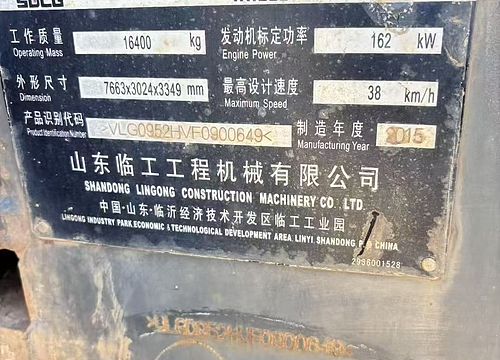 SDLG
工作质量 16400 kg 发动机标定功率 162 kW
Operating Mass Engine Power
外形尺寸 7663x3024x3349 mm 最高设计速度 38 km/h
Dimension Maximum Speed
产品识别代码 >VLG0952HVF0900649< 制造年度 2015
Product Identification Number Manufacturing Year
山东临工工程机械有限公司
SHANDONG LINGONG CONSTRUCTION MACHINERY CO. LTD
中国·山东·临沂经济技术开发区临工工业园
LINGONG INDUSTRY PARK.ECONOMIC & TECHNOLOGICAL DEVELOPMENT AREA LINYI SHANDONG P.R CHINA
2996001528